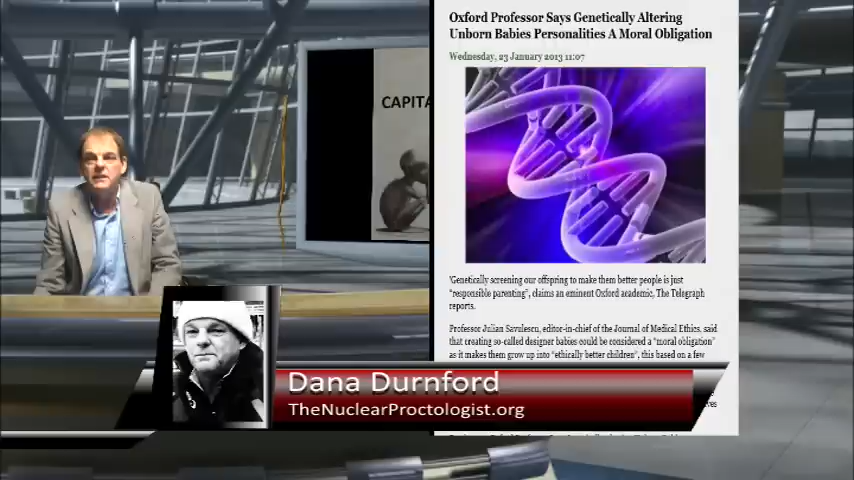 Oxford Professor Says Genetically Altering
Unborn Babies Personalities A Moral Obligation
Wednesday, 23 January 2013 11:07
CAPITA
'Genetically screening our offspring to make them better people is just
"responsible parenting", claims an eminent Oxford academic, The Telegraph
reports.
Professor Julian Savulescu, editor-in-chief of the Journal of Medical Ethics, said
that creating so-called designer babies could be considered a "moral obligation"
as it makes them grow up into "ethically better children", this based on a few
Dana Durnford
TheNuclearProctologist.org